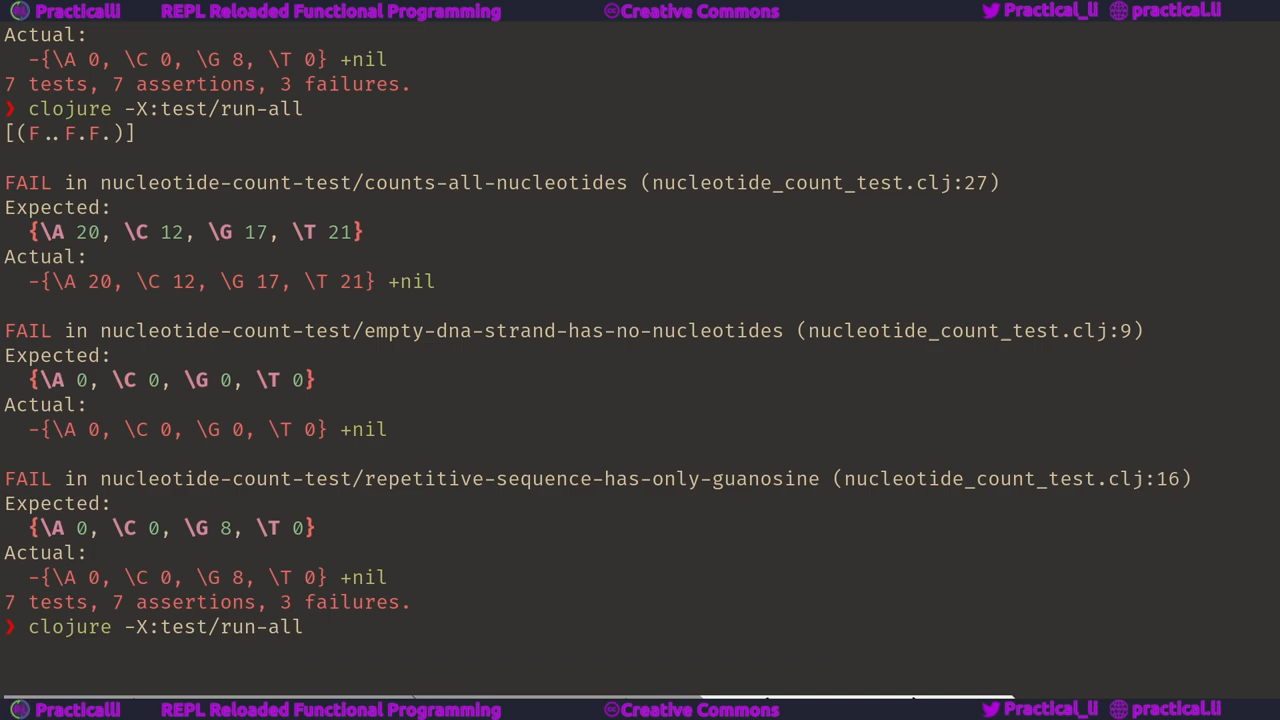 Practicalli REPL Reloaded Functional Programming Creative Commons Practical_li practical.li
Actual:
-{\A 0, \C 0, \G 8, \T 0} +nil
7 tests, 7 assertions, 3 failures.
❯ clojure -X:test/run-all
[(F..F.F.)]
FAIL in nucleotide-count-test/counts-all-nucleotides (nucleotide_count_test.clj:27)
Expected:
{\A 20, \C 12, \G 17, \T 21}
Actual:
-{\A 20, \C 12, \G 17, \T 21} +nil
FAIL in nucleotide-count-test/empty-dna-strand-has-no-nucleotides (nucleotide_count_test.clj:9)
Expected:
{\A 0, \C 0, \G 0, \T 0}
Actual:
-{\A 0, \C 0, \G 0, \T 0} +nil
FAIL in nucleotide-count-test/repetitive-sequence-has-only-guanosine (nucleotide_count_test.clj:16)
Expected:
{\A 0, \C 0, \G 8, \T 0}
Actual:
-{\A 0, \C 0, \G 8, \T 0} +nil
7 tests, 7 assertions, 3 failures.
❯ clojure -X:test/run-all
Practicalli REPL Reloaded Functional Programming Creative Commons Practical_li practical.li